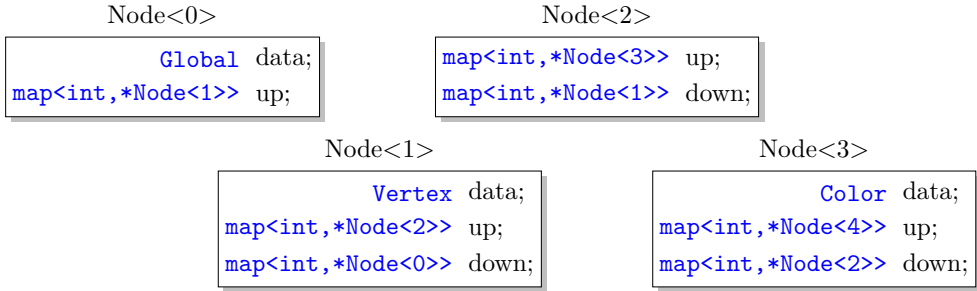 Node<0>
Global data;
map<int,*Node<1>> up;
Node<2>
map<int,*Node<3>> up;
map<int,*Node<1>> down;
Node<1>
Vertex data;
map<int,*Node<2>> up;
map<int,*Node<0>> down;
Node<3>
Color data;
map<int,*Node<4>> up;
map<int,*Node<2>> down;